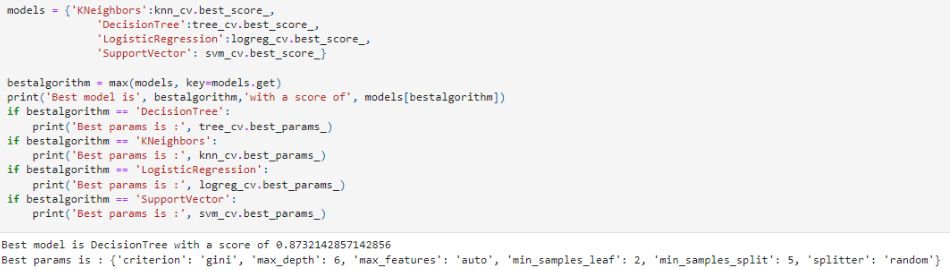 models = {'KNeighbors':knn_cv.best_score_,
'DecisionTree':tree_cv.best_score_,
'LogisticRegression':logreg_cv.best_score_,
'SupportVector': svm_cv.best_score_}
bestalgorithm = max(models, key=models.get)
print('Best model is', bestalgorithm,'with a score of', models[bestalgorithm])
if bestalgorithm == 'DecisionTree':
print('Best params is :', tree_cv.best_params_)
if bestalgorithm == 'KNeighbors':
print('Best params is :', knn_cv.best_params_)
if bestalgorithm == 'LogisticRegression':
print('Best params is :', logreg_cv.best_params_)
if bestalgorithm == 'SupportVector':
print('Best params is :', svm_cv.best_params_)
Best model is DecisionTree with a score of 0.8732142857142856
Best params is : {'criterion': 'gini', 'max_depth': 6, 'max_features': 'auto', 'min_samples_leaf': 2, 'min_samples_split': 5, 'splitter': 'random'}